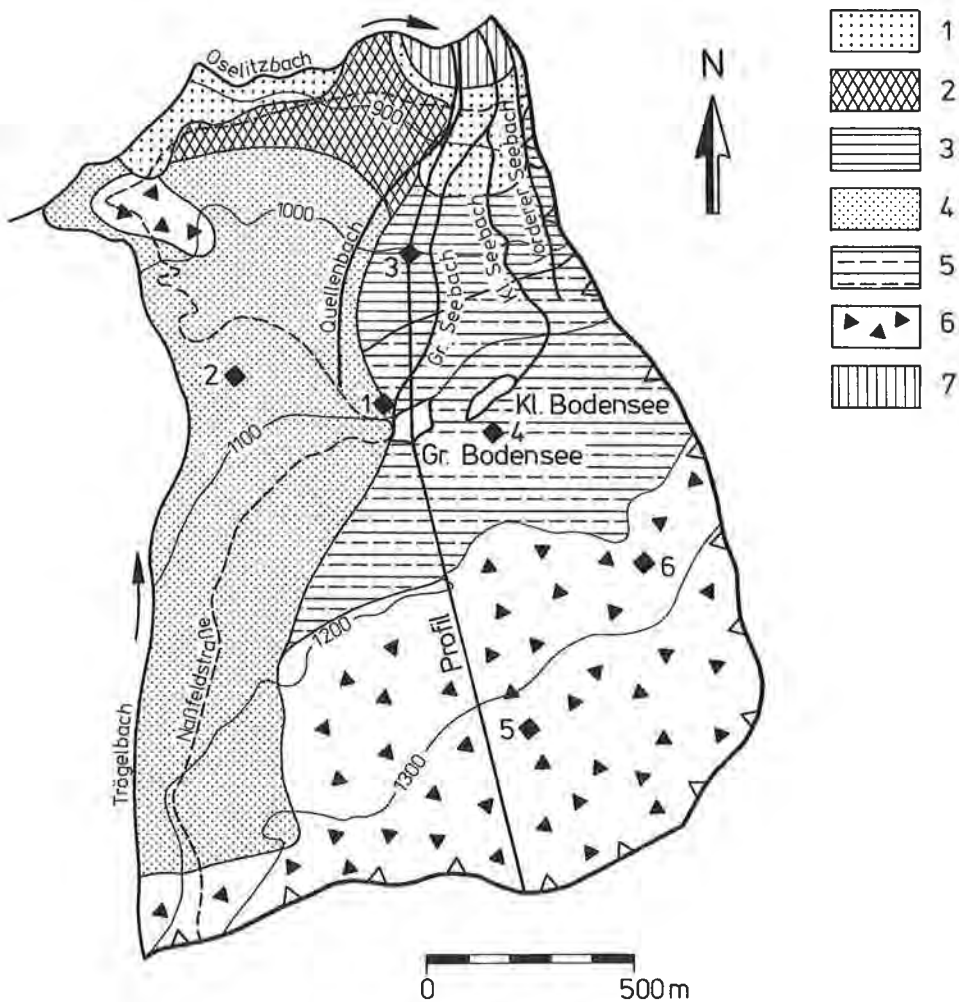 Oselitzbach
900
1000
N
Quellenbach
3
Gr. Seebach
Kl. Seebach
Vorderer Seebach
2
1
Kl. Bodensee
4
Gr. Bodensee
1100
6
Naßfeldstraße
1200
Profil
5
Trögelbach
1300
0
500m
1
2
3
4
5
6
7